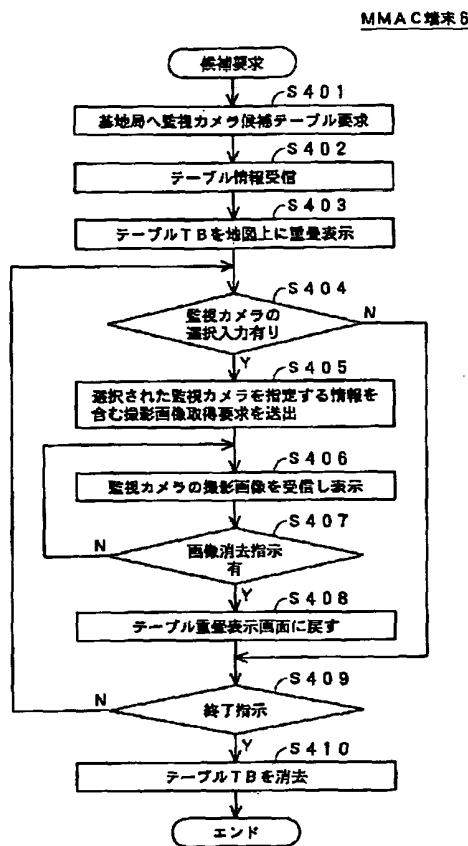 MMAC端末6
候補要求
S401
基地局へ監視カメラ候補テーブル要求
S402
テーブル情報受信
S403
テーブルTBを地図上に重畳表示
S404
監視カメラの
選択入力有り
N
Y
S405
選択された監視カメラを指定する情報を
含む撮影画像取得要求を送出
S406
監視カメラの撮影画像を受信し表示
S407
画像消去指示
有
N
Y
S408
テーブル重畳表示画面に戻す
S409
終了指示
N
Y
S410
テーブルTBを消去
エンド